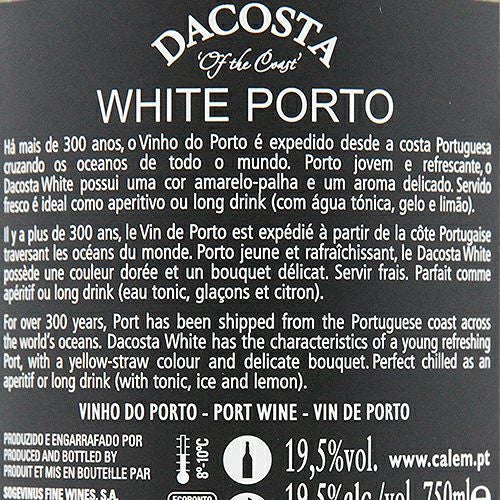 DACOSTA
'Of the Coast'
WHITE PORTO
Há mais de 300 anos, o Vinho do Porto é expedido desde a costa Portuguesa
cruzando os oceanos de todo o mundo. Porto jovem e refrescante, o
Dacosta White possui uma cor amarelo-palha e um aroma delicado. Servido
fresco é ideal como aperitivo ou long drink (com água tónica, gelo e limão).
Il y a plus de 300 anos, le Vin de Porto est expédié à partir de la côte Portugaise
traversant les océans du monde. Porto jeune et rafraîchissant, le Dacosta White
possède une couleur dorée et un bouquet délicat. Servir frais. Parfait comme
apéritif ou long drink (eau tonic, glaçons et citron).
For over 300 years, Port has been shipped from the Portuguese coast across
the world's oceans. Dacosta White has the characteristics of a young refreshing
Port, with a yellow-straw colour and delicate bouquet. Perfect chilled as an
aperitif or long drink (with tonic, ice and lemon).
VINHO DO PORTO - PORT WINE - VIN DE PORTO
PRODUZIDO E ENGARRAFADO POR
PRODUCED AND BOTTLED BY
PRODUIT ET MIS EN BOUTEILLE PAR
SOGEVINUS FINE WINES, S.A.
8º-10ºC
ECOPONTO
19,5%vol. www.calem.pt
19,5%alc./vol. 750ml